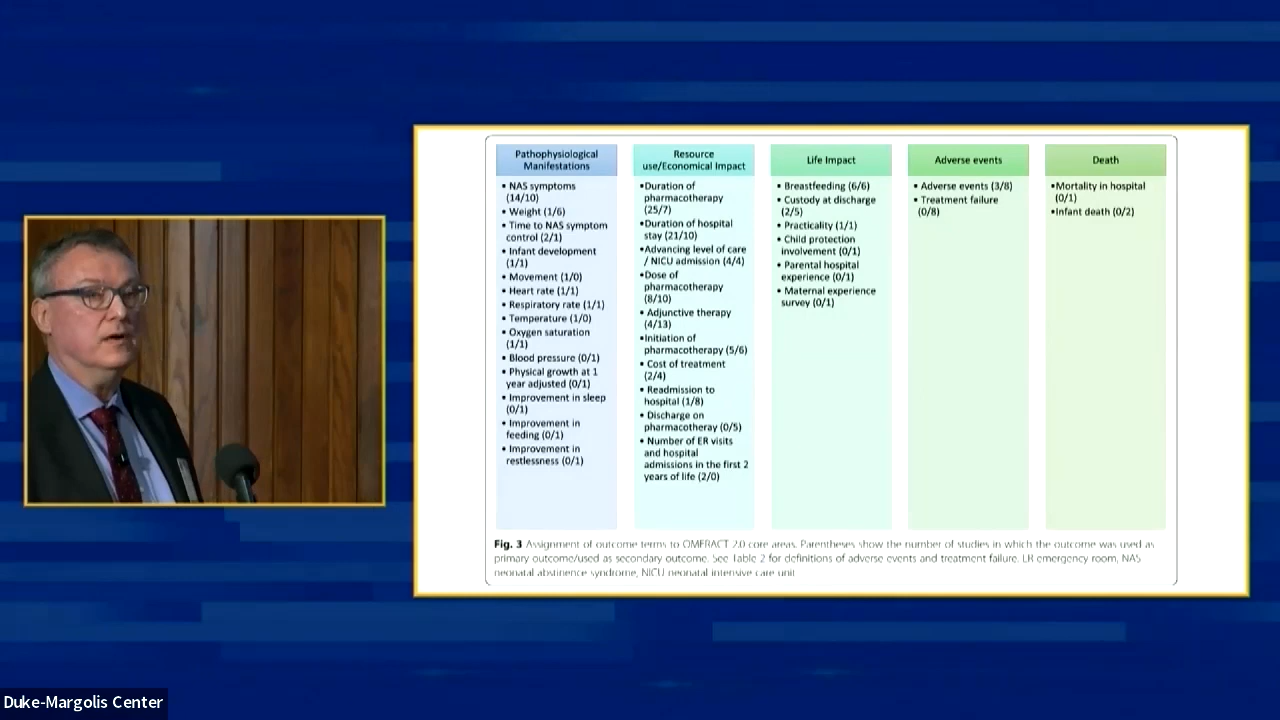 Pathophysiological
Manifestations
• NAS symptoms
(14/10)
• Weight (1/6)
• Time to NAS symptom
control (2/1)
• Infant development
(1/1)
• Movement (1/0)
• Heart rate (1/1)
• Respiratory rate (1/1)
• Temperature (1/0)
• Oxygen saturation
(1/1)
• Blood pressure (0/1)
• Physical growth at 1
year adjusted (0/1)
• Improvement in sleep
(0/1)
• Improvement in
feeding (0/1)
• Improvement in
restlessness (0/1)
Resource
use/Economical Impact
•Duration of
pharmacotherapy
(25/7)
•Duration of hospital
stay (21/10)
•Advancing level of care
/ NICU admission (4/4)
•Dose of
pharmacotherapy
(8/10)
• Adjunctive therapy
(4/13)
•Initiation of
pharmacotherapy (5/6)
• Cost of treatment
(2/4)
• Readmission to
hospital (1/8)
• Discharge on
pharmacotheray (0/5)
• Number of ER visits
and hospital
admissions in the first 2
years of life (2/0)
Life Impact
• Breastfeeding (6/6)
• Custody at discharge
(2/5)
• Practicality (1/1)
• Child protection
involvement (0/1)
• Parental hospital
experience (0/1)
• Maternal experience
survey (0/1)
Adverse events
• Adverse events (3/8)
• Treatment failure
(0/8)
Death
•Mortality in hospital
(0/1)
•Infant death (0/2)
Fig. 3 Assignment of outcome terms to OMERACT 2.0 core areas. Parentheses show the number of studies in which the outcome was used as
primary outcome/used as secondary outcome. See Table 2 for definitions of adverse events and treatment failure. ER emergency room, NAS
neonatal abstinence syndrome, NICU neonatal intensive care unit
Duke-Margolis Center